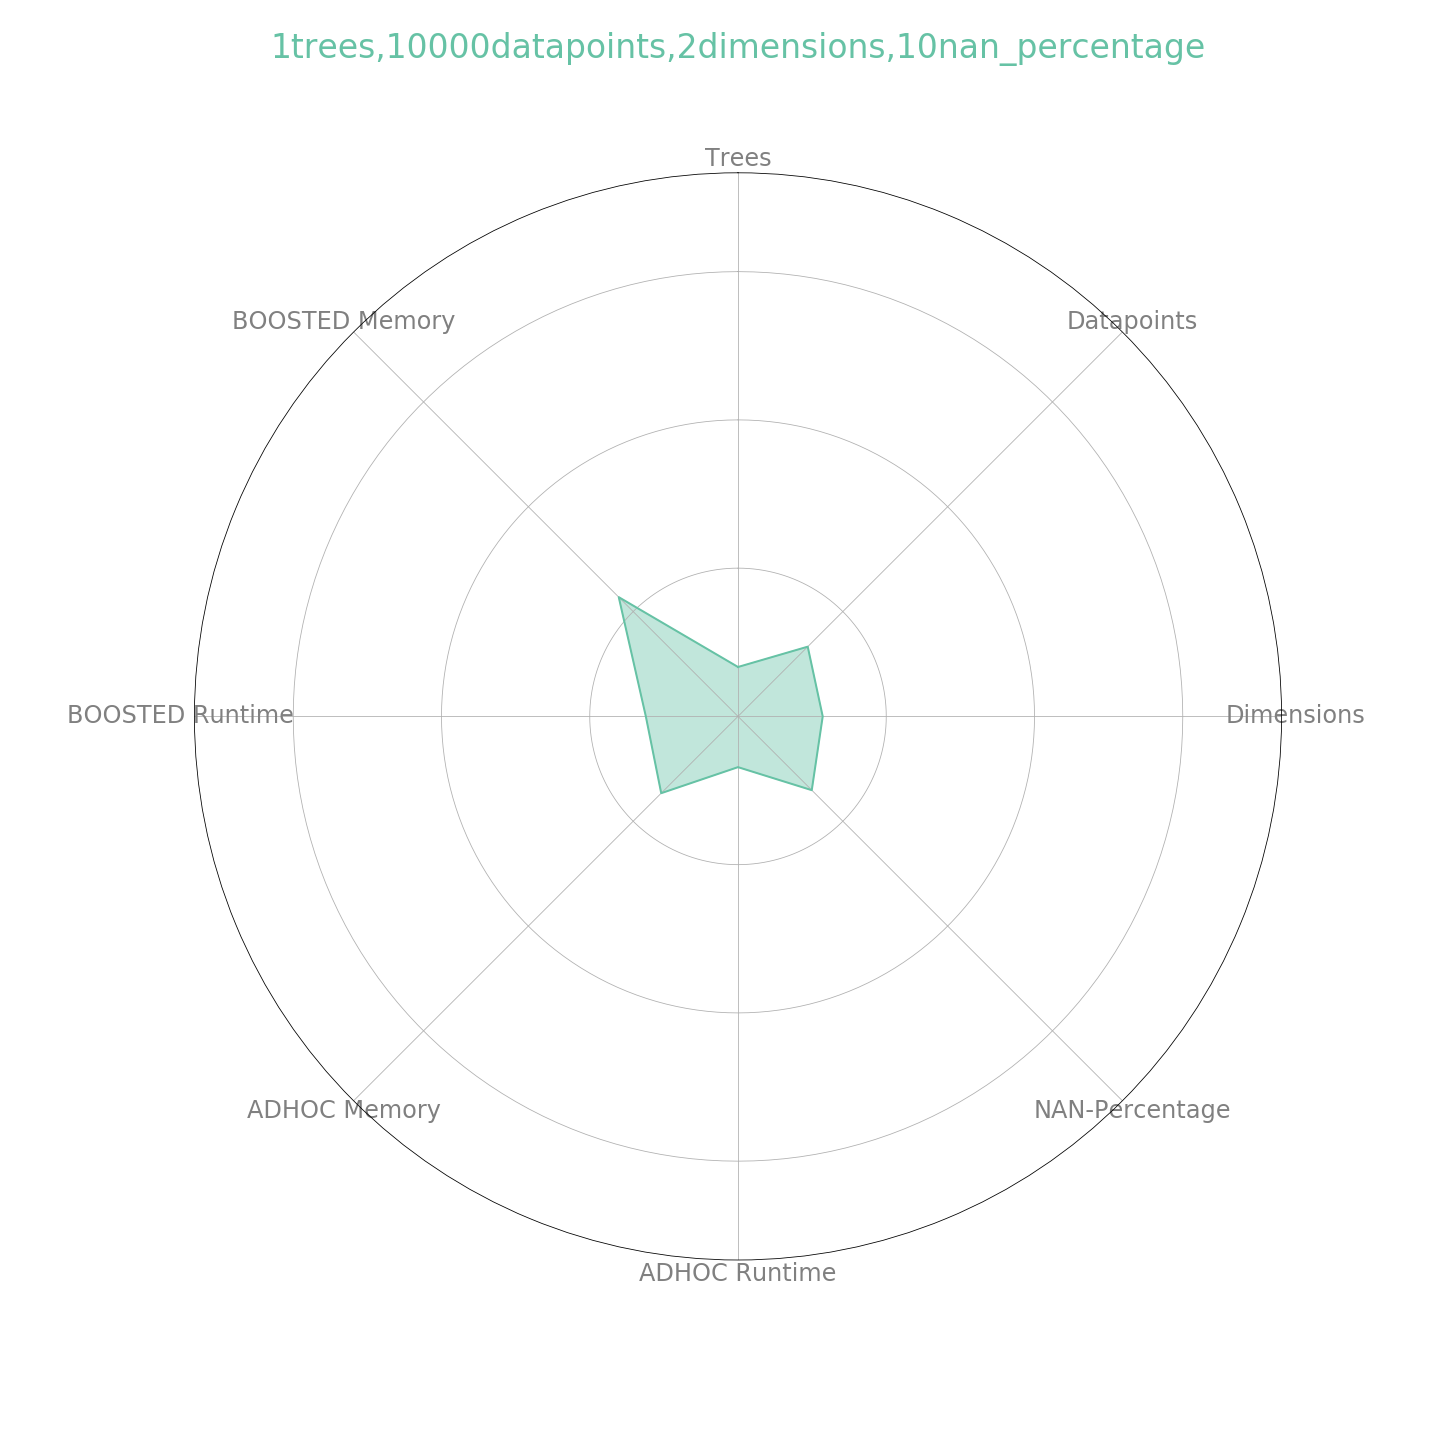 1trees,10000datapoints,2dimensions,10nan_percentage
Trees
BOOSTED Memory
Datapoints
BOOSTED Runtime
Dimensions
ADHOC Memory
NAN-Percentage
ADHOC Runtime